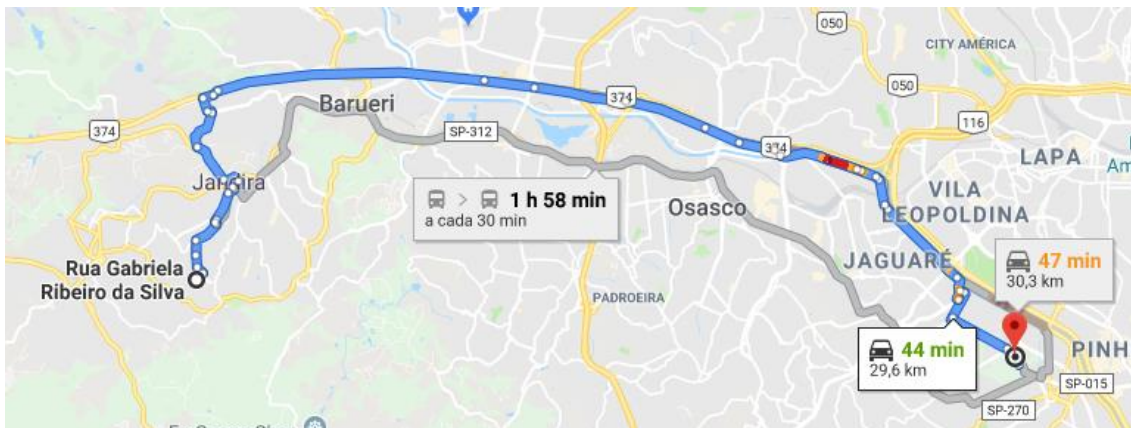 050
CITY AMÉRICA
050
374
Barueri
374
SP-312
116
374
LAPA
Am
Jandira
1 h 58 min
a cada 30 min
Osasco
VILA
LEOPOLDINA
JAGUARÉ
47 min
30,3 km
Rua Gabriela
Ribeiro da Silva
PADROEIRA
44 min
29,6 km
PINH
SP-015
SP-270